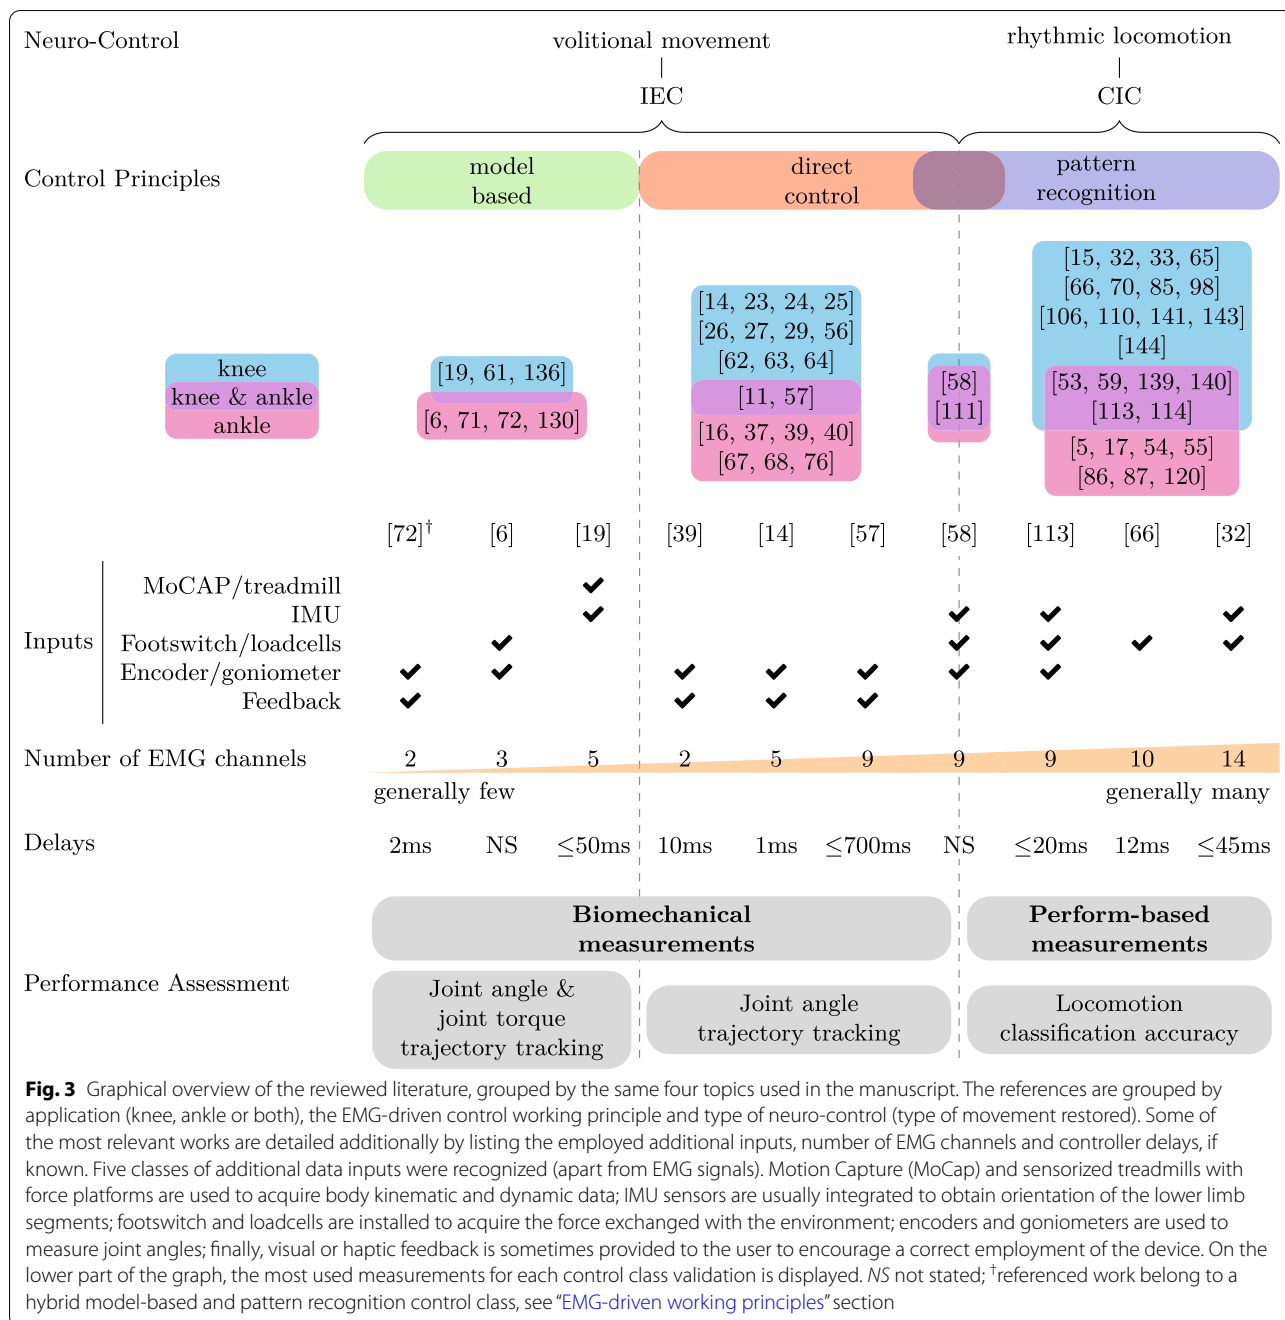 Neuro-Control
volitional movement
rhythmic locomotion
IEC
CIC
Control Principles
model
based
direct
control
pattern
recognition
knee
knee & ankle
ankle
[19, 61, 136]
[6, 71, 72, 130]
[14, 23, 24, 25]
[26, 27, 29, 56]
[62, 63, 64]
[11, 57]
[16, 37, 39, 40]
[67, 68, 76]
[58]
[111]
[15, 32, 33, 65]
[66, 70, 85, 98]
[106, 110, 141, 143]
[144]
[53, 59, 139, 140]
[113, 114]
[5, 17, 54, 55]
[86, 87, 120]
[72]† [6] [19] [39] [14] [57] [58] [113] [66] [32]
Inputs
MoCAP/treadmill ✓
IMU ✓ ✓ ✓ ✓
Footswitch/loadcells ✓ ✓ ✓ ✓ ✓
Encoder/goniometer ✓ ✓ ✓ ✓ ✓ ✓ ✓
Feedback ✓ ✓ ✓ ✓
Number of EMG channels 2 3 5 2 5 9 9 9 10 14
generally few generally many
Delays 2ms NS ≤50ms 10ms 1ms ≤700ms NS ≤20ms 12ms ≤45ms
Biomechanical
measurements
Perform-based
measurements
Performance Assessment
Joint angle &
joint torque
trajectory tracking
Joint angle
trajectory tracking
Locomotion
classification accuracy
Fig. 3 Graphical overview of the reviewed literature, grouped by the same four topics used in the manuscript. The references are grouped by
application (knee, ankle or both), the EMG-driven control working principle and type of neuro-control (type of movement restored). Some of
the most relevant works are detailed additionally by listing the employed additional inputs, number of EMG channels and controller delays, if
known. Five classes of additional data inputs were recognized (apart from EMG signals). Motion Capture (MoCap) and sensorized treadmills with
force platforms are used to acquire body kinematic and dynamic data; IMU sensors are usually integrated to obtain orientation of the lower limb
segments; footswitch and loadcells are installed to acquire the force exchanged with the environment; encoders and goniometers are used to
measure joint angles; finally, visual or haptic feedback is sometimes provided to the user to encourage a correct employment of the device. On the
lower part of the graph, the most used measurements for each control class validation is displayed. NS not stated; †referenced work belong to a
hybrid model-based and pattern recognition control class, see “EMG-driven working principles” section